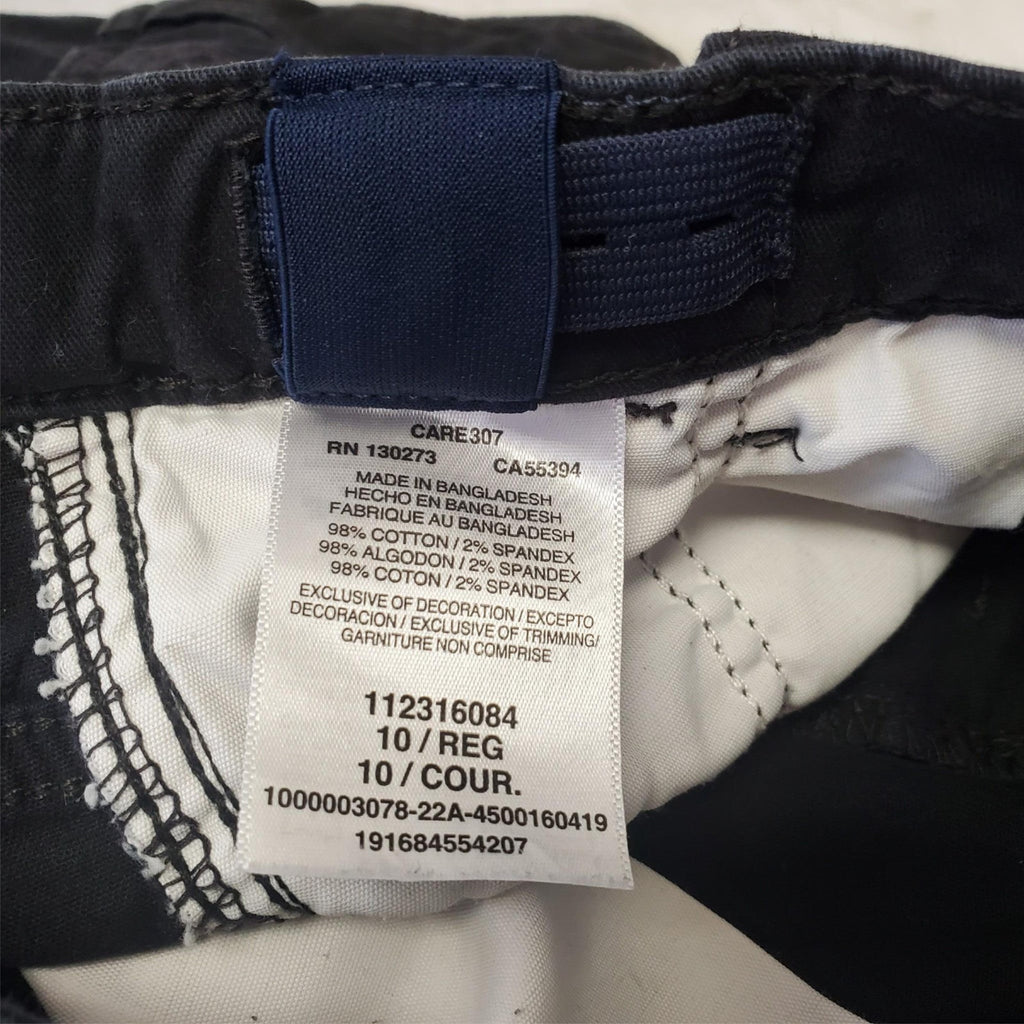 CARE307
RN 130273 CA55394
MADE IN BANGLADESH
HECHO EN BANGLADESH
FABRIQUE AU BANGLADESH
98% COTTON / 2% SPANDEX
98% ALGODON / 2% SPANDEX
98% COTON / 2% SPANDEX
EXCLUSIVE OF DECORATION / EXCEPTO
DECORACION / EXCLUSIVE OF TRIMMING/
GARNITURE NON COMPRISE
112316084
10 / REG
10 / COUR.
1000003078-22A-4500160419
191684554207